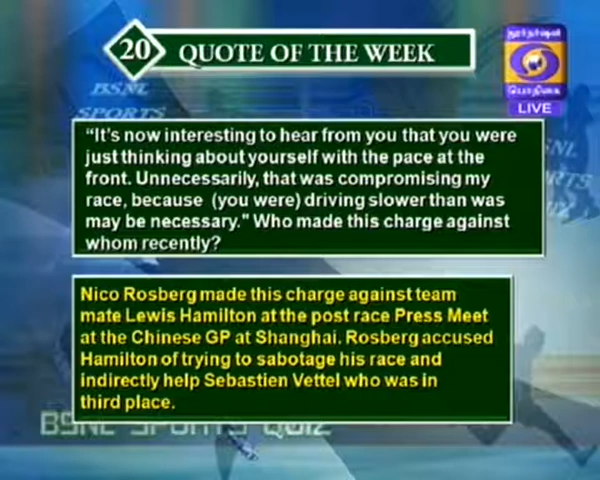 20 QUOTE OF THE WEEK
தூர்தர்ஷன்
பொதிகை
LIVE
BSNL
SPORTS
"It's now interesting to hear from you that you were
just thinking about yourself with the pace at the
front. Unnecessarily, that was compromising my
race, because (you were) driving slower than was
may be necessary." Who made this charge against
whom recently?
Nico Rosberg made this charge against team
mate Lewis Hamilton at the post race Press Meet
at the Chinese GP at Shanghai. Rosberg accused
Hamilton of trying to sabotage his race and
indirectly help Sebastien Vettel who was in
third place.
BSNL SPORTS QUIZ